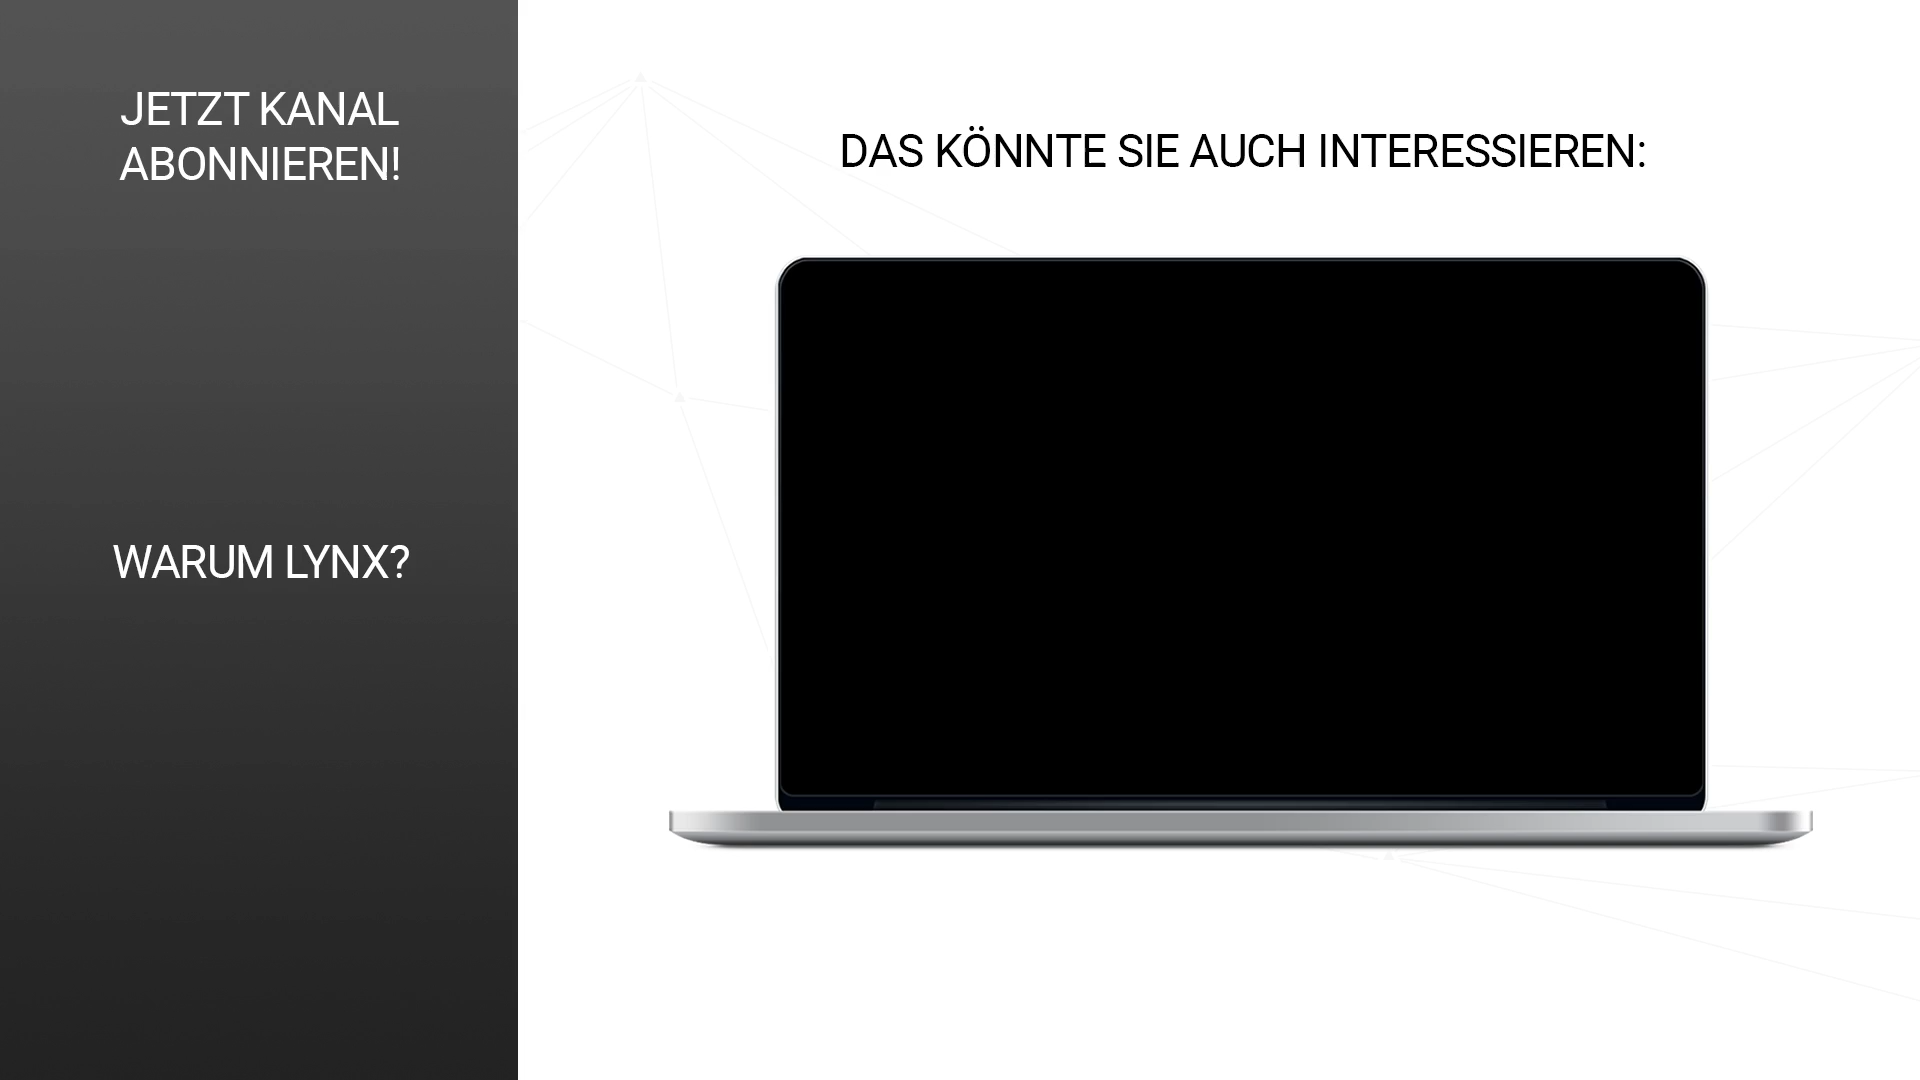 JETZT KANAL
ABONNIEREN!
WARUM LYNX?
DAS KÖNNTE SIE AUCH INTERESSIEREN: